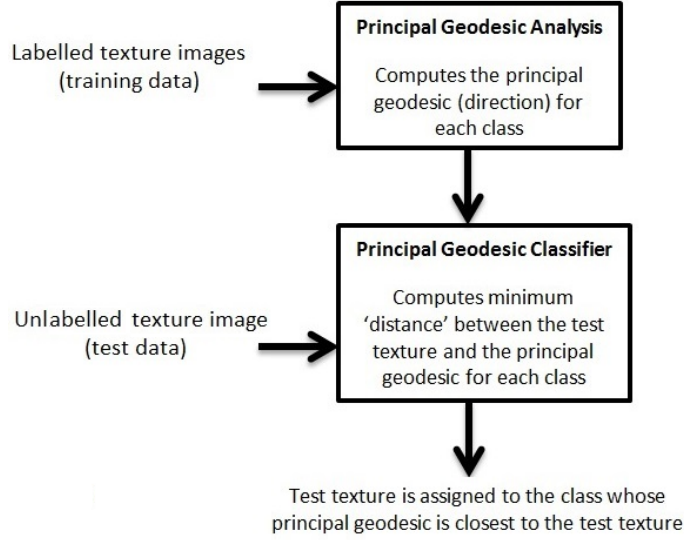 Labelled texture images
(training data)
Principal Geodesic Analysis
Computes the principal
geodesic (direction) for
each class
Unlabelled texture image
(test data)
Principal Geodesic Classifier
Computes minimum
‘distance’ between the test
texture and the principal
geodesic for each class
Test texture is assigned to the class whose
principal geodesic is closest to the test texture